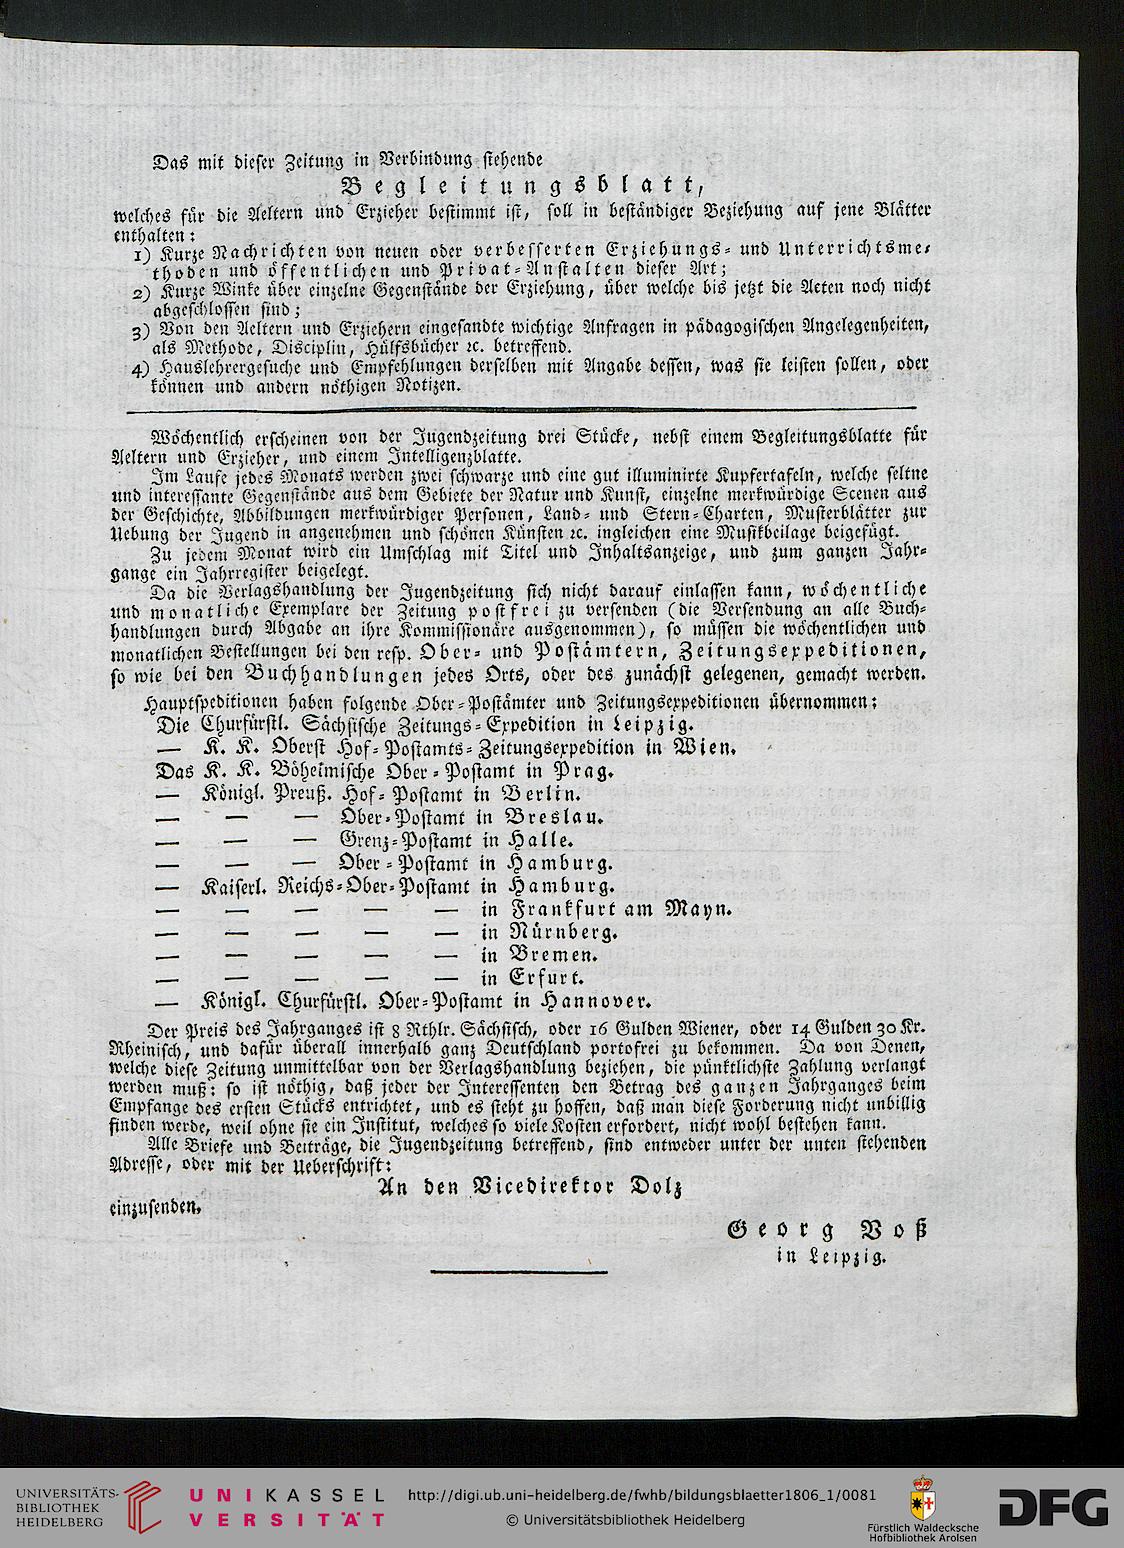 Das mit dieser Zeitung in Verbindung stehende
Begleitungsblatt,
welches für die Aeltern und Erzieher bestimmt ist, soll in beständiger Beziehung auf jene Blätter
enthalten:
1) Kurze Nachrichten von neuen oder verbesserten Erziehungs- und Unterrichtsme-
thoden und öffentlichen und Privat-Anstalten dieser Art;
2) Kurze Winke über einzelne Gegenstände der Erziehung, über welche bis jetzt die Acten noch nicht
abgeschlossen sind;
3) Von den Aeltern und Erziehern eingesandte wichtige Anfragen in pädagogischen Angelegenheiten,
als Methode, Disciplin, Hülfsbücher ꝛc. betreffend.
4) Hauslehrergesuche und Empfehlungen derselben mit Angabe dessen, was sie leisten sollen, oder
können und andern nöthigen Notizen.
Wöchentlich erscheinen von der Jugendzeitung drei Stücke, nebst einem Begleitungsblatte für
Aeltern und Erzieher, und einem Intelligenzblatte.
Im Laufe jedes Monats werden zwei schwarze und eine gut illuminirte Kupfertafeln, welche seltne
und interessante Gegenstände aus dem Gebiete der Natur und Kunst, einzelne merkwürdige Scenen aus
der Geschichte, Abbildungen merkwürdiger Personen, Land- und Stern-Charten, Musterblätter zur
Uebung der Jugend in angenehmen und schönen Künsten ꝛc. ingleichen eine Musikbeilage beigefügt.
Zu jedem Monat wird ein Umschlag mit Titel und Inhaltsanzeige, und zum ganzen Jahr-
gange ein Jahrregister beigelegt.
Da die Verlagshandlung der Jugendzeitung sich nicht darauf einlassen kann, wöchentliche
und monatliche Exemplare der Zeitung postfrei zu versenden (die Versendung an alle Buch-
handlungen durch Abgabe an ihre Kommissionäre ausgenommen), so müssen die wöchentlichen und
monatlichen Bestellungen bei den resp. Ober- und Postämtern, Zeitungsexpeditionen,
so wie bei den Buchhandlungen jedes Orts, oder des zunächst gelegenen, gemacht werden.
Hauptspeditionen haben folgende Ober-Postämter und Zeitungsexpeditionen übernommen:
Die Churfürstl. Sächsische Zeitungs-Expedition in Leipzig.
— K. K. Oberst Hof-Postamts-Zeitungsexpedition in Wien.
Das K. K. Böheimische Ober-Postamt in Prag.
— Königl. Preuß. Hof-Postamt in Berlin.
— — — Ober-Postamt in Breslau.
— — — Grenz-Postamt in Halle.
— — — Ober-Postamt in Hamburg.
— Kaiserl. Reichs-Ober-Postamt in Hamburg.
— — — — — in Frankfurt am Mayn.
— — — — — in Nürnberg.
— — — — — in Bremen.
— — — — — in Erfurt.
— Königl. Churfürstl. Ober-Postamt in Hannover.
Der Preis des Jahrganges ist 8 Rthlr. Sächsisch, oder 16 Gulden Wiener, oder 14 Gulden 30 Kr.
Rheinisch, und dafür überall innerhalb ganz Deutschland portofrei zu bekommen. Da von Denen,
welche diese Zeitung unmittelbar von der Verlagshandlung beziehen, die pünktlichste Zahlung verlangt
werden muß: so ist nöthig, daß jeder der Interessenten den Betrag des ganzen Jahrganges beim
Empfange des ersten Stücks entrichtet, und es steht zu hoffen, daß man diese Forderung nicht unbillig
finden werde, weil ohne sie ein Institut, welches so viele Kosten erfordert, nicht wohl bestehen kann.
Alle Briefe und Beiträge, die Jugendzeitung betreffend, sind entweder unter der unten stehenden
Adresse, oder mit der Ueberschrift:
An den Vicedirektor Dolz
einzusenden.
Georg Voß
in Leipzig.
UNIVERSITÄTS-
BIBLIOTHEK
HEIDELBERG
UNIKASSEL
VERSITÄT
http://digi.ub.uni-heidelberg.de/fwhb/bildungsblaetter1806_1/0081
© Universitätsbibliothek Heidelberg
Fürstlich Waldecksche
Hofbibliothek Arolsen
DFG